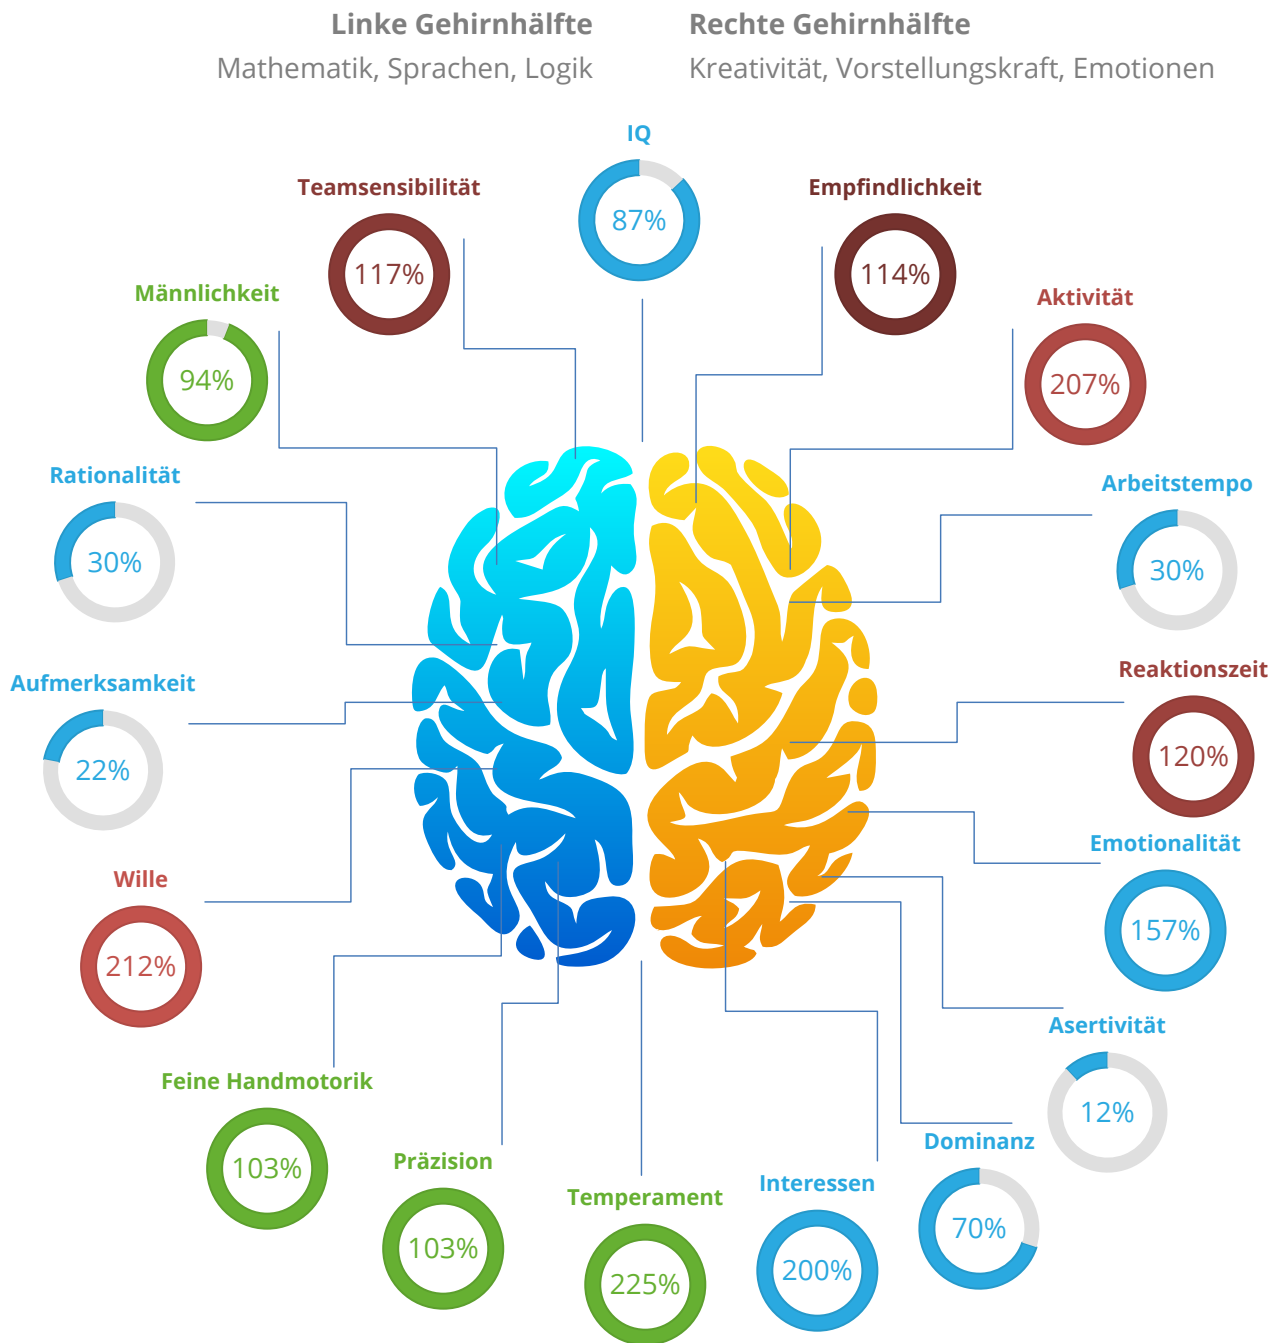 Linke Gehirnhälfte
Mathematik, Sprachen, Logik
Rechte Gehirnhälfte
Kreativität, Vorstellungskraft, Emotionen
IQ
87%
Teamsensibilität
117%
Empfindlichkeit
114%
Männlichkeit
94%
Aktivität
207%
Rationalität
30%
Arbeitstempo
30%
Aufmerksamkeit
22%
Reaktionszeit
120%
Wille
212%
Emotionalität
157%
Asertivität
12%
Feine Handmotorik
103%
Dominanz
70%
Präzision
103%
Temperament
225%
Interessen
200%